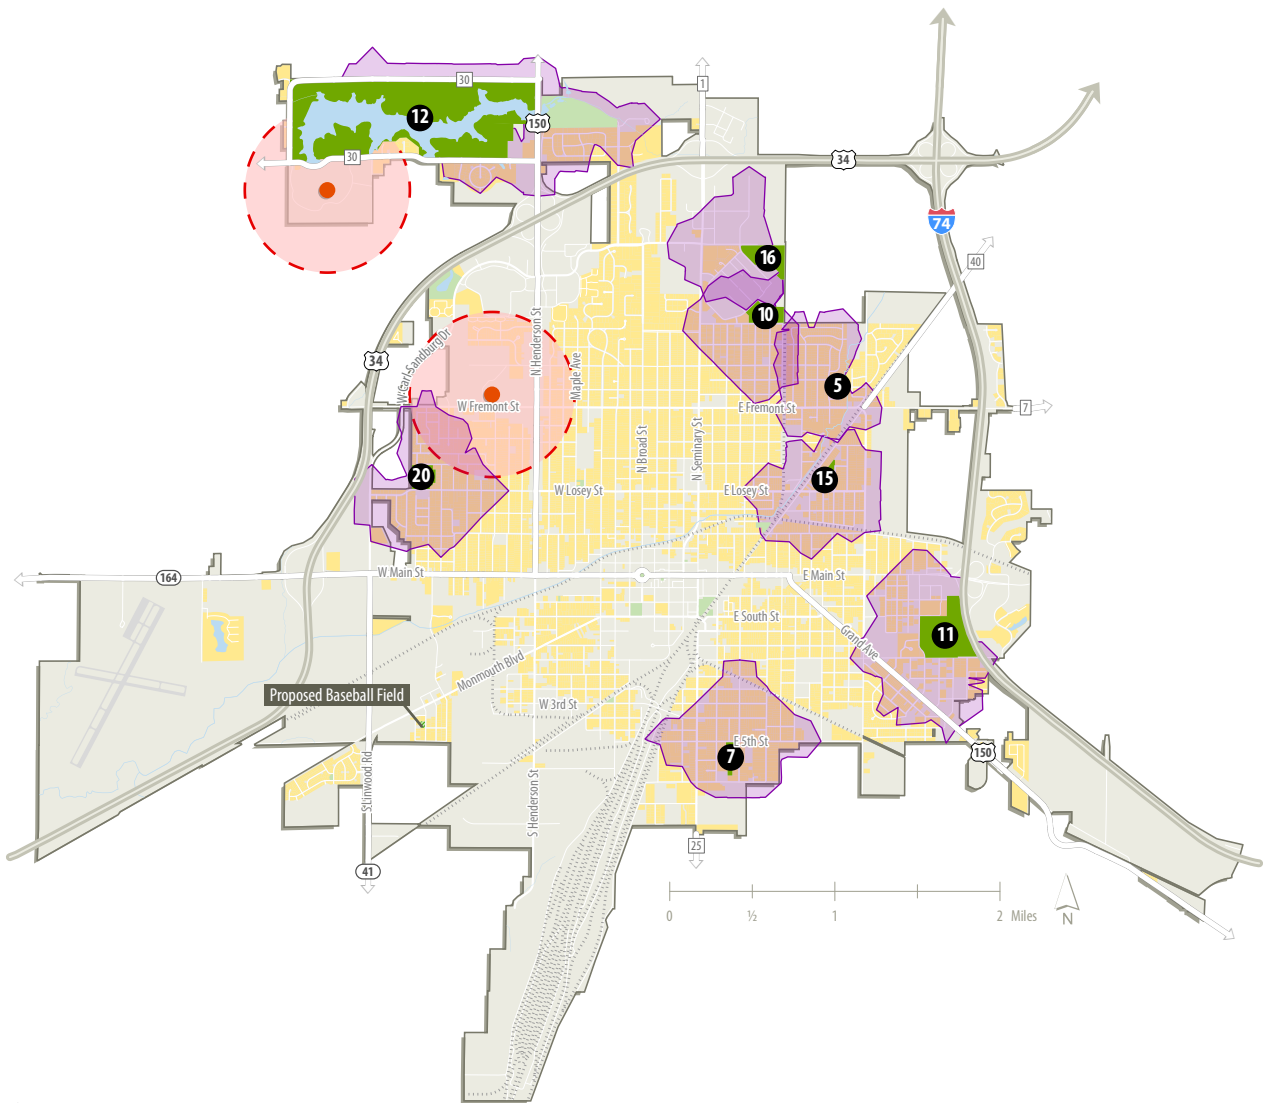 30
1
12
150
30
34
74
16
40
10
N Henderson St
W Carl Sandburg Dr
34
Maple Ave
5
W Fremont St
E Fremont St
7
N Broad St
N Seminary St
20
15
W Losey St
E Losey St
164
W Main St
E Main St
E South St
11
Grand Ave
Monmouth Blvd
Proposed Baseball Field
W 3rd St
E 5th St
7
150
S Linwood Rd
S Henderson St
25
41
0
½
1
2 Miles
N